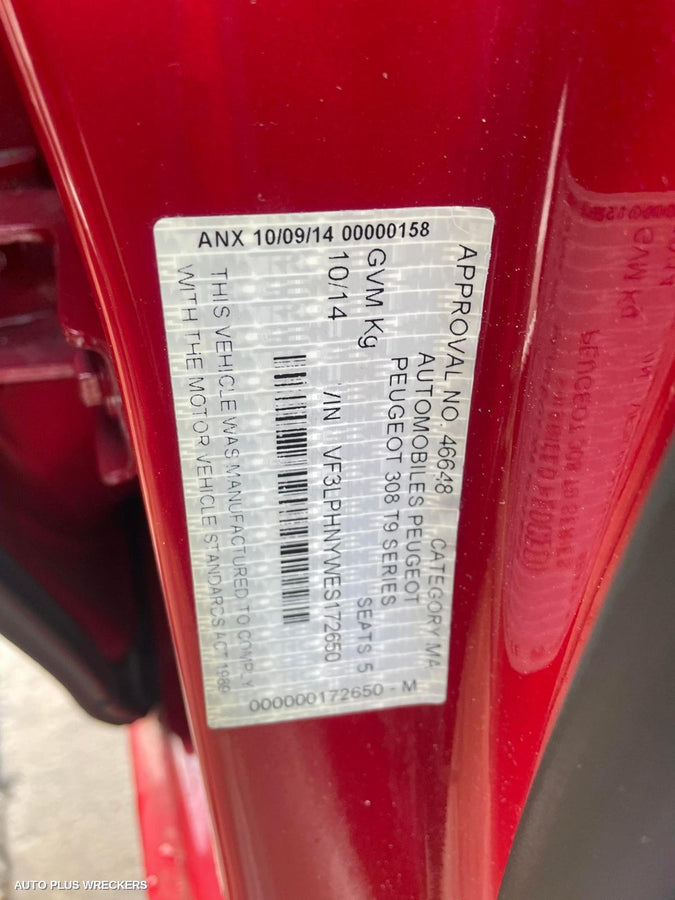 ANX 10/09/14 00000158
APPROVAL NO. 46648 CATEGORY MA
AUTOMOBILES PEUGEOT
PEUGEOT 308 T9 SERIES
GVM Kg SEATS 5
10/14 VIN VF3LPHNYWES172650
THIS VEHICLE WAS MANUFACTURED TO COMPLY
WITH THE MOTOR VEHICLE STANDARDS ACT 1989
000000172650 - M
AUTO PLUS WRECKERS